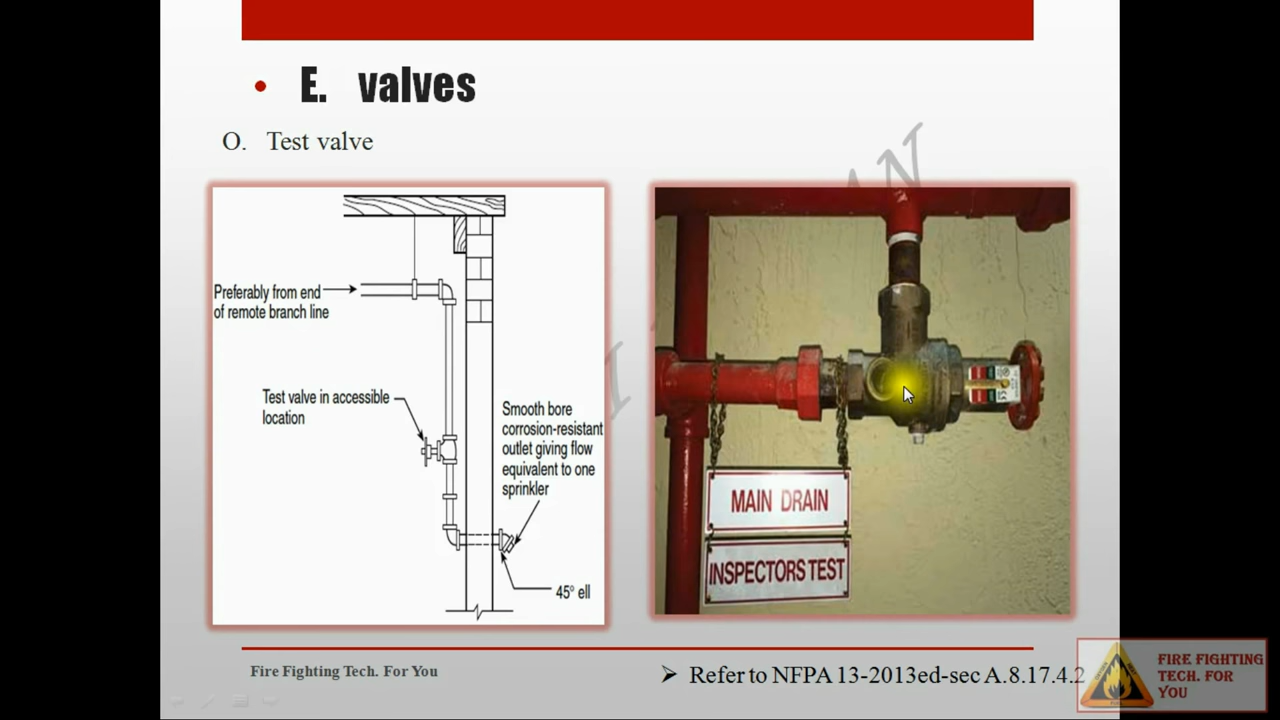 E. valves
O. Test valve
Preferably from end
of remote branch line
Test valve in accessible
location
Smooth bore
corrosion-resistant
outlet giving flow
equivalent to one
sprinkler
45° ell
MAIN DRAIN
INSPECTORS TEST
Fire Fighting Tech. For You
Refer to NFPA 13-2013ed-sec A.8.17.4.2
FIRE FIGHTING
TECH. FOR
YOU